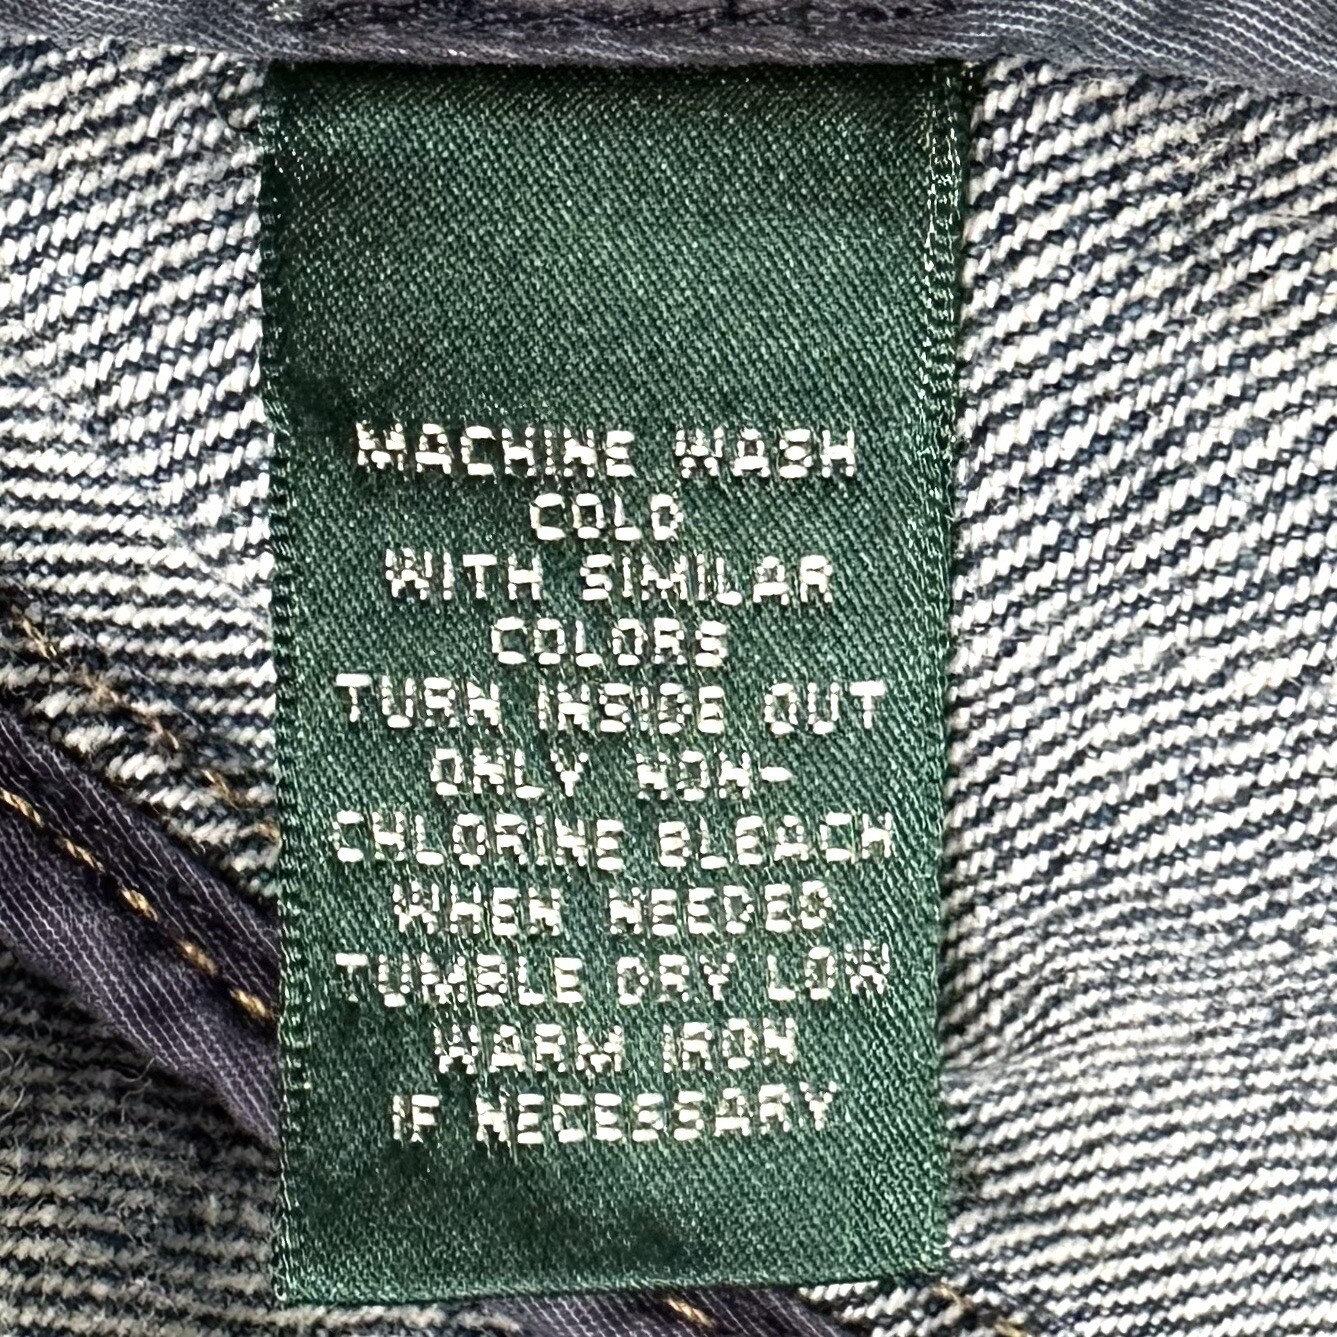 MACHINE WASH
COLD
WITH SIMILAR
COLORS
TURN INSIDE OUT
ONLY NON-
CHLORINE BLEACH
WHEN NEEDED
TUMBLE DRY LOW
WARM IRON
IF NECESSARY